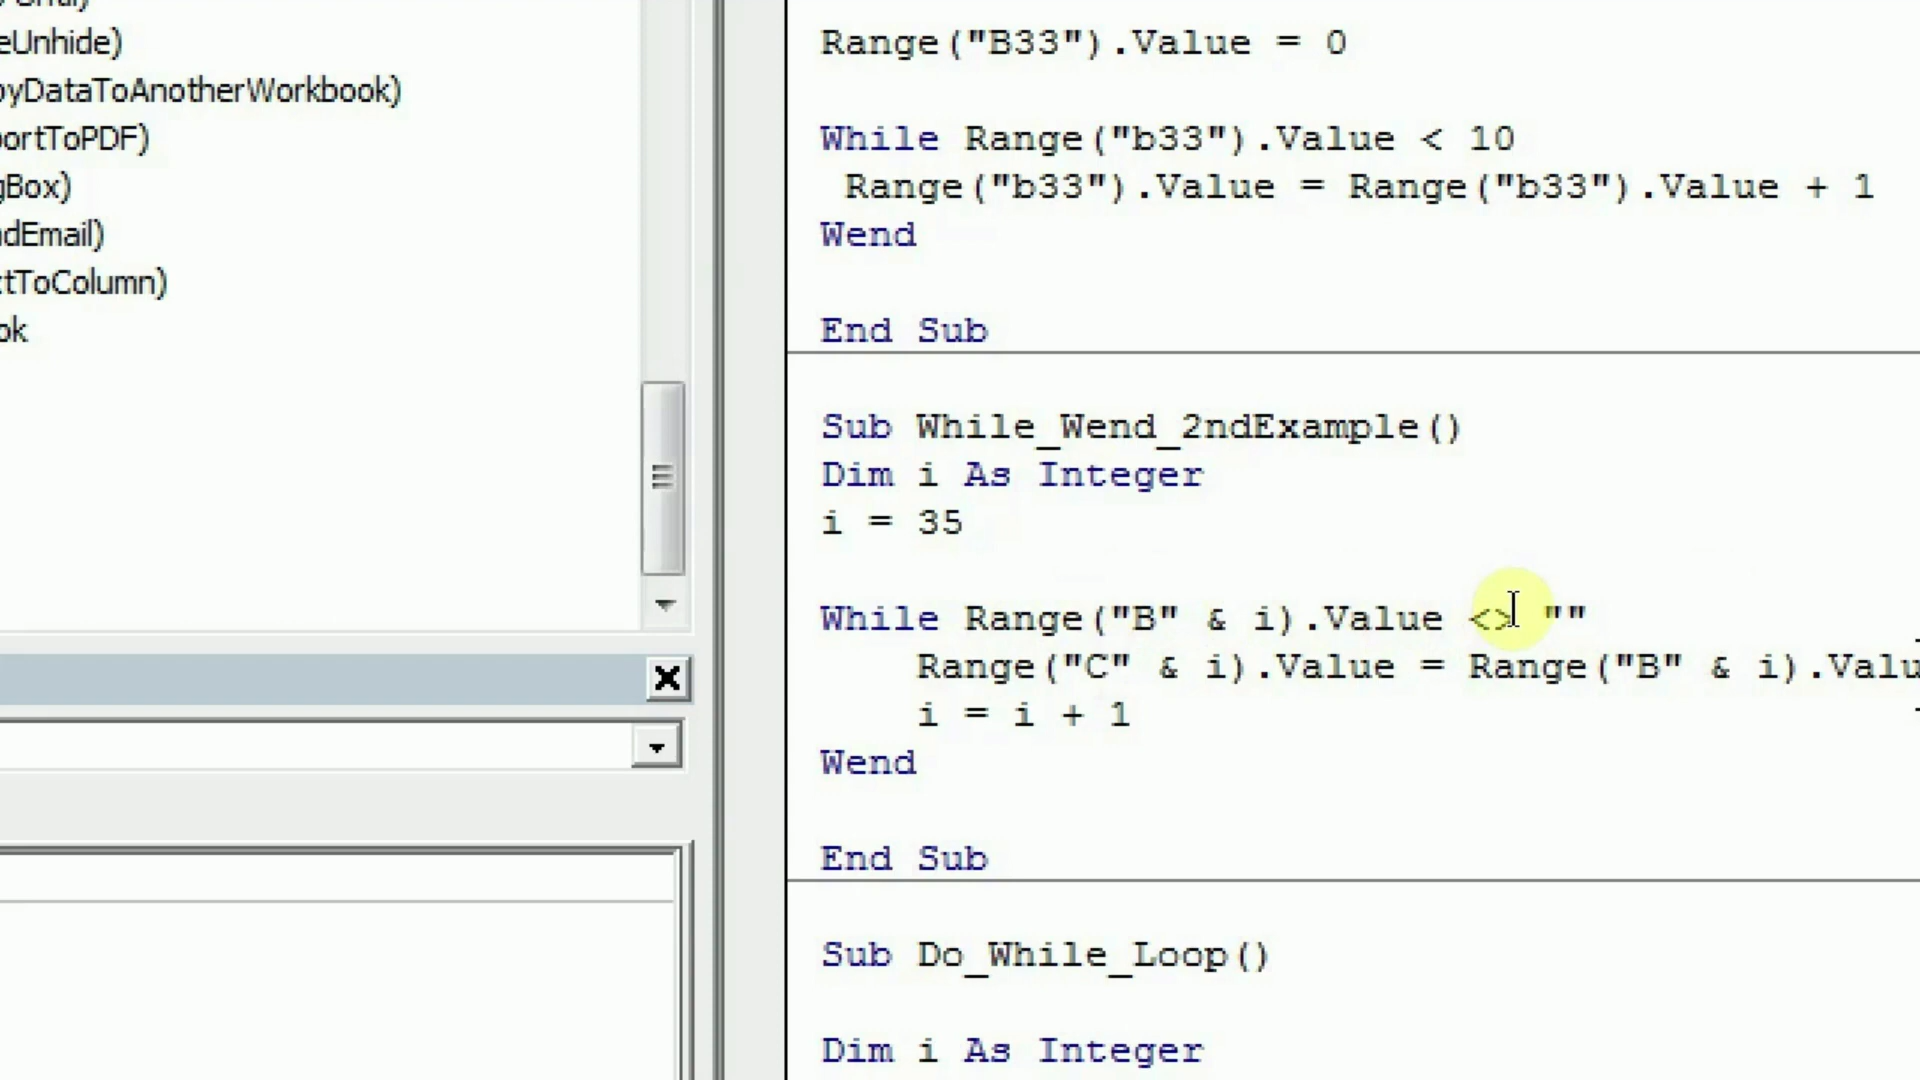 eUnhide)
pyDataToAnotherWorkbook)
portToPDF)
gBox)
ndEmail)
xtToColumn)
ok
Range("B33").Value = 0
While Range("b33").Value < 10
Range("b33").Value = Range("b33").Value + 1
Wend
End Sub
Sub While_Wend_2ndExample()
Dim i As Integer
i = 35
While Range("B" & i).Value <> ""
Range("C" & i).Value = Range("B" & i).Valu
i = i + 1
Wend
End Sub
Sub Do_While_Loop()
Dim i As Integer